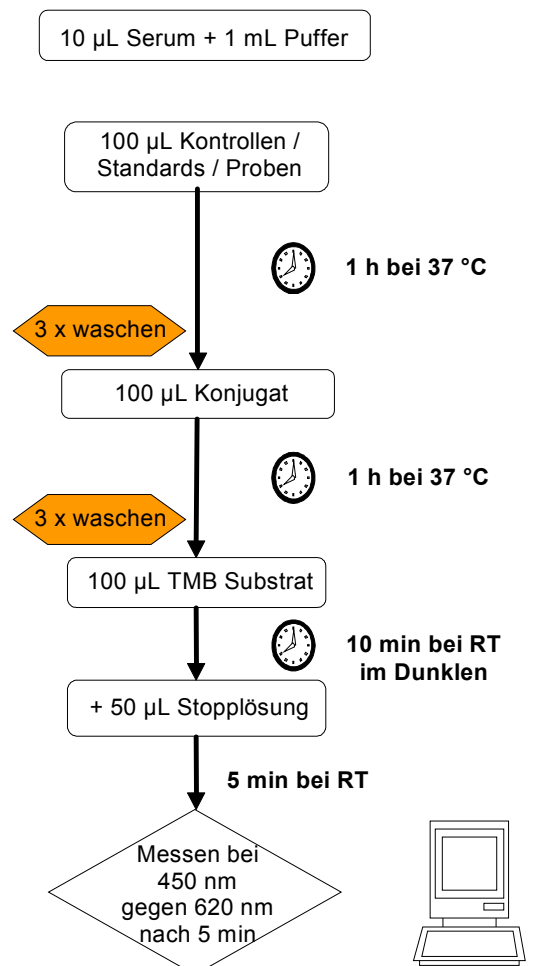 10 µL Serum + 1 mL Puffer
100 µL Kontrollen /
Standards / Proben
1 h bei 37 °C
3 x waschen
100 µL Konjugat
1 h bei 37 °C
3 x waschen
100 µL TMB Substrat
10 min bei RT
im Dunklen
+ 50 µL Stopplösung
5 min bei RT
Messen bei
450 nm
gegen 620 nm
nach 5 min